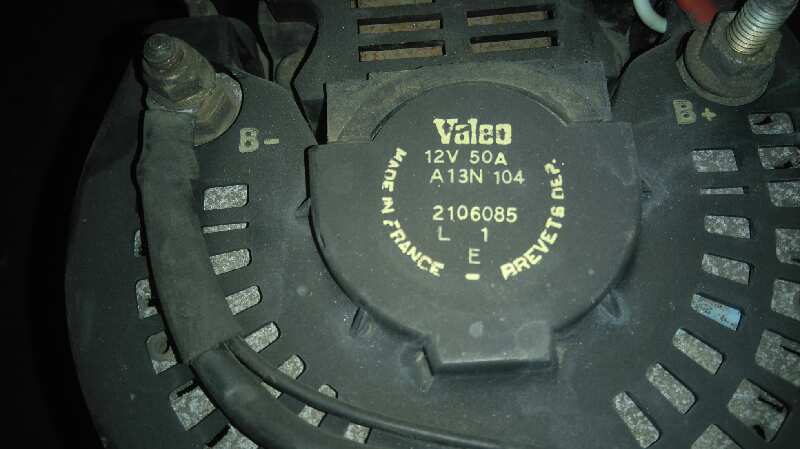 Valeo
12V 50A
A13N 104
2106085
L 1
E
MADE IN FRANCE - BREVETS DEP.
B-
B+